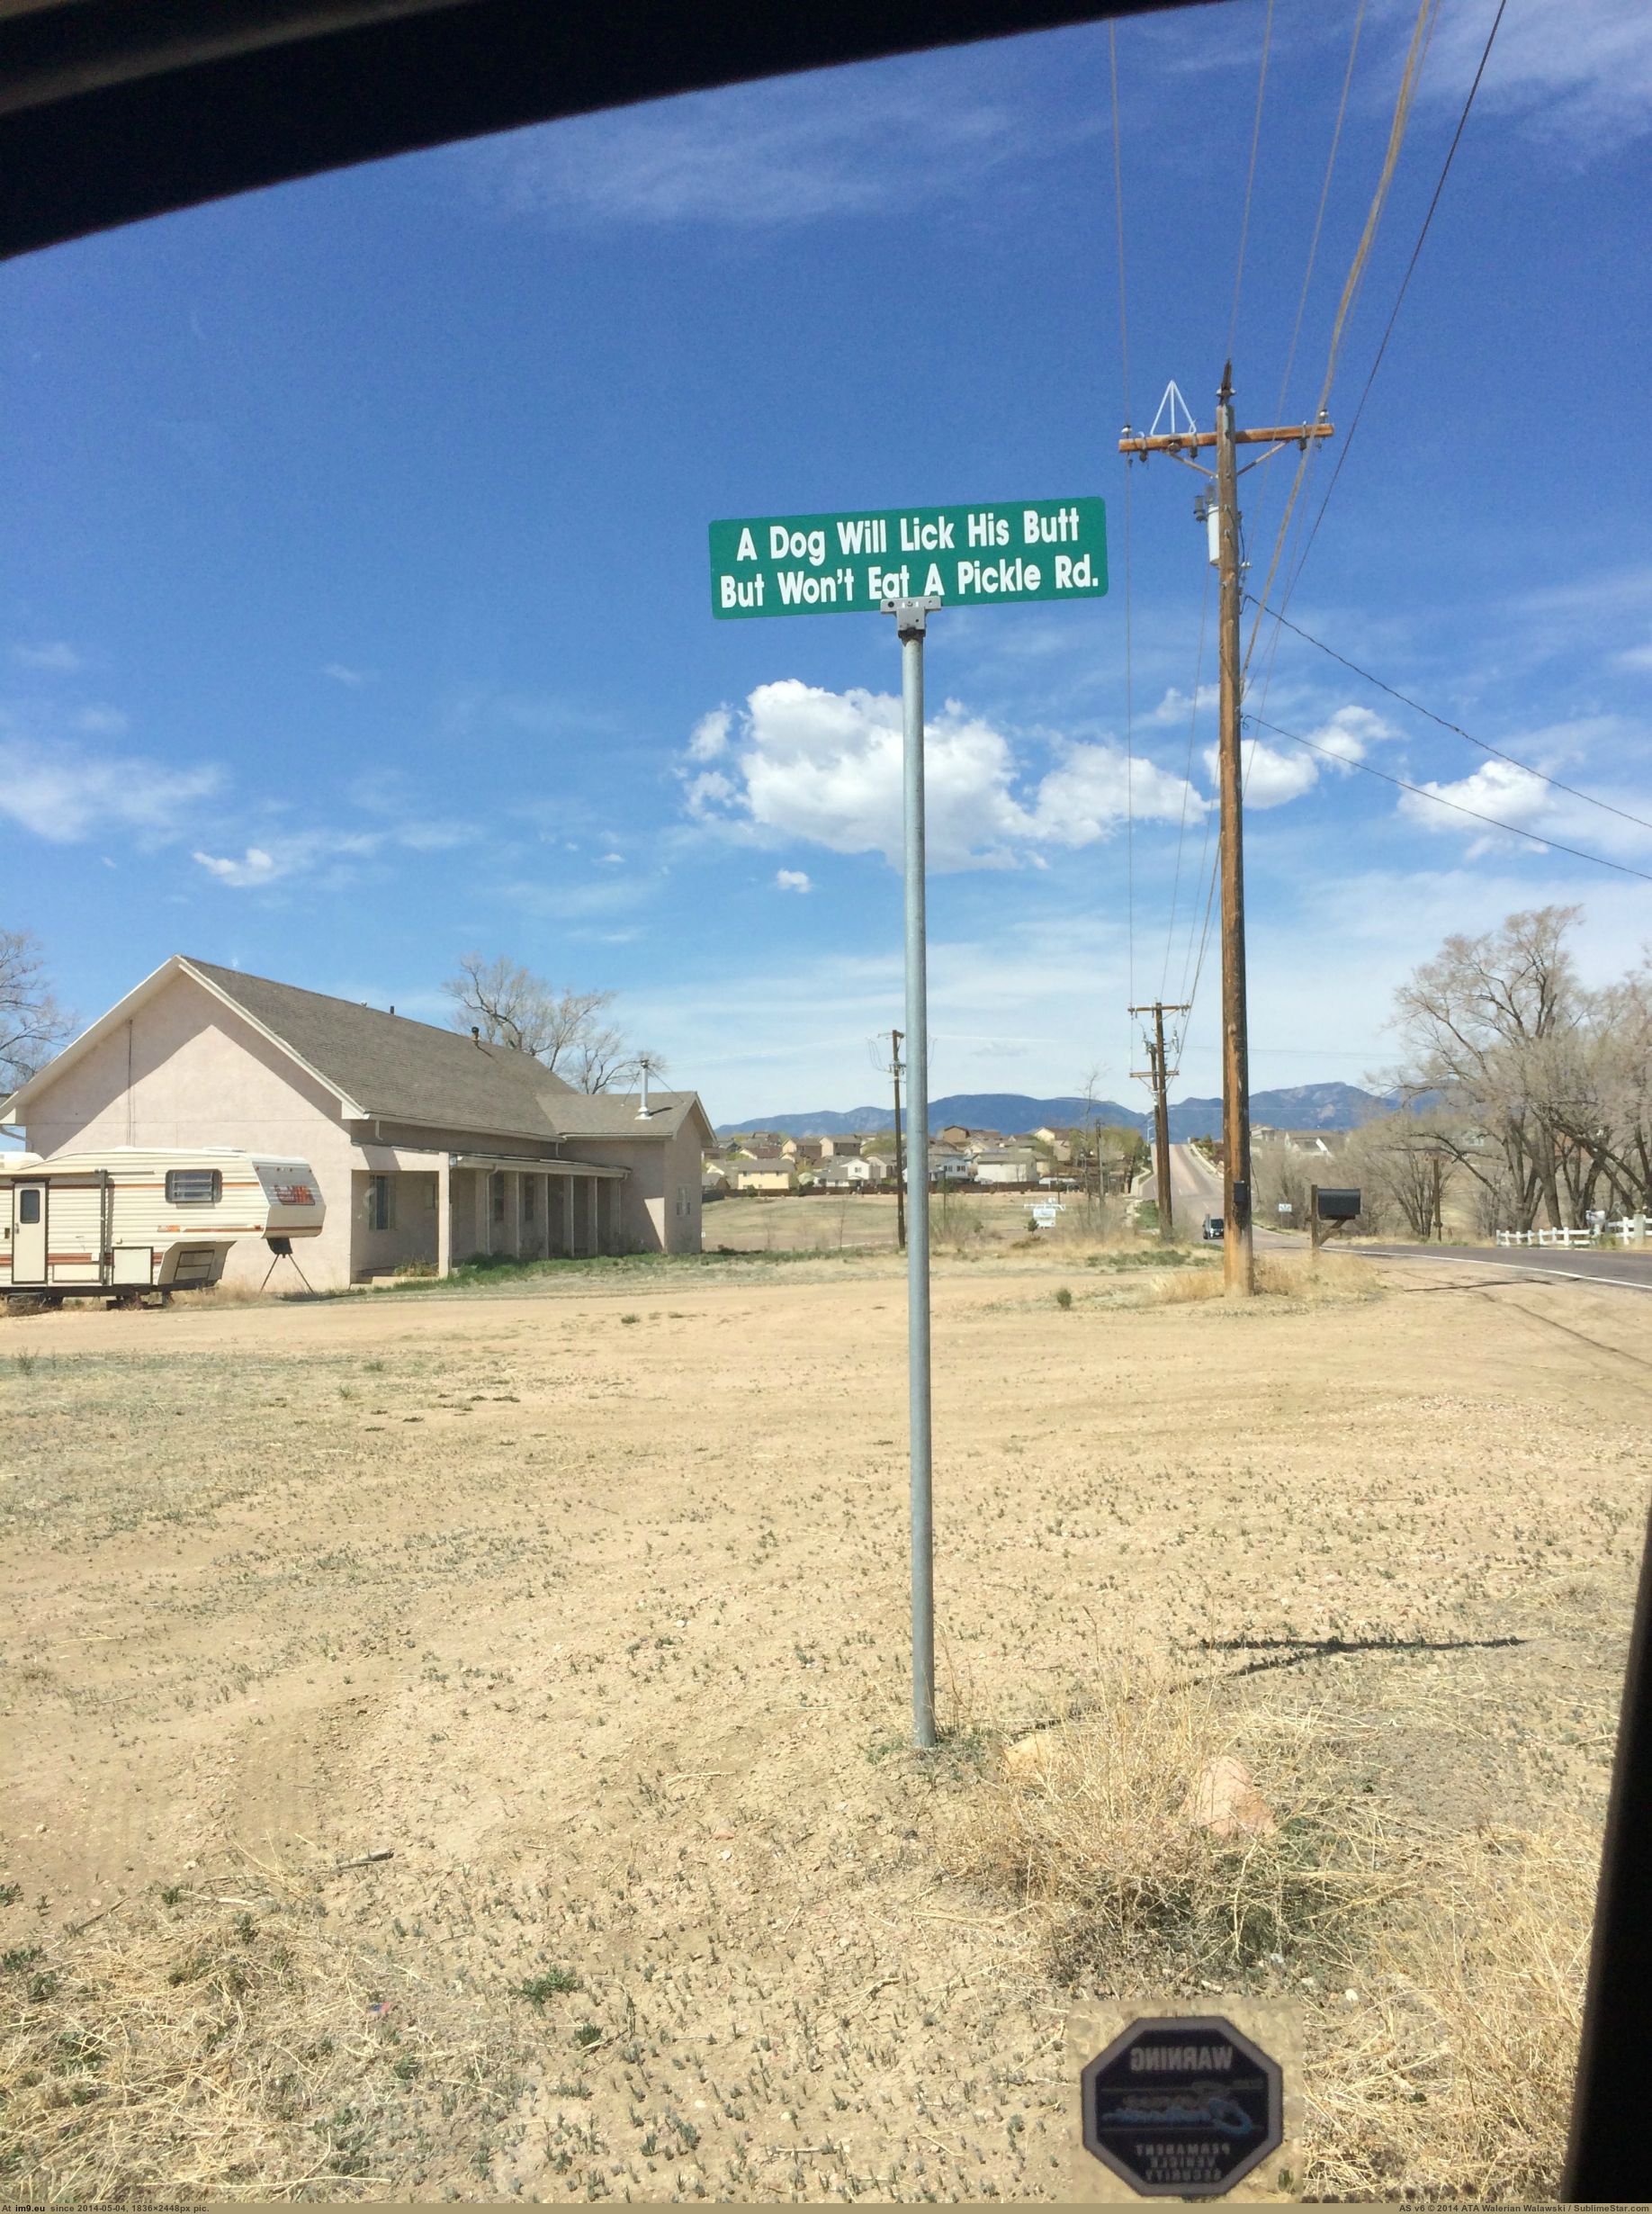 A Dog Will Lick His Butt
But Won't Eat A Pickle Rd.
WARNING
PERMANENT
VEHICLE
SECURITY
At im9.eu since 2014-05-04, 1836×2448px pic.
AS v6 © 2014 ATA Walerian Walawski / SublimeStar.com